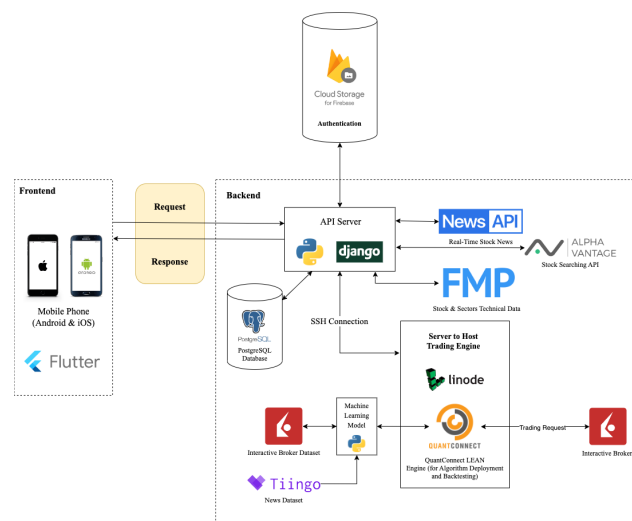 Cloud Storage
for Firebase
Authentication
Frontend
Request
Response
Backend
API Server
django
News API
Real-Time Stock News
ALPHA
VANTAGE
Stock Searching API
FMP
Stock & Sectors Technical Data
ANDROID
Mobile Phone
(Android & iOS)
Flutter
PostgreSQL
PostgreSQL
Database
SSH Connection
Server to Host
Trading Engine
linode
Machine
Learning
Model
QUANTCONNECT
Trading Request
Interactive Broker Dataset
QuantConnect LEAN
Engine (for Algorithm Deployment
and Backtesting)
Interactive Broker
Tiingo
News Dataset